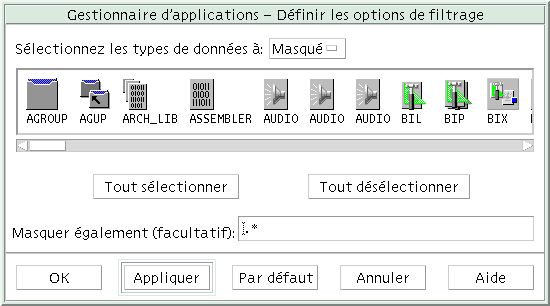 Gestionnaire d'applications – Définir les options de filtrage
Sélectionnez les types de données à: Masqué
AGROUP AGUP ARCH_LIB ASSEMBLER AUDIO AUDIO AUDIO BIL BIP BIX
Tout sélectionner Tout désélectionner
Masquer également (facultatif): .*
OK Appliquer Par défaut Annuler Aide